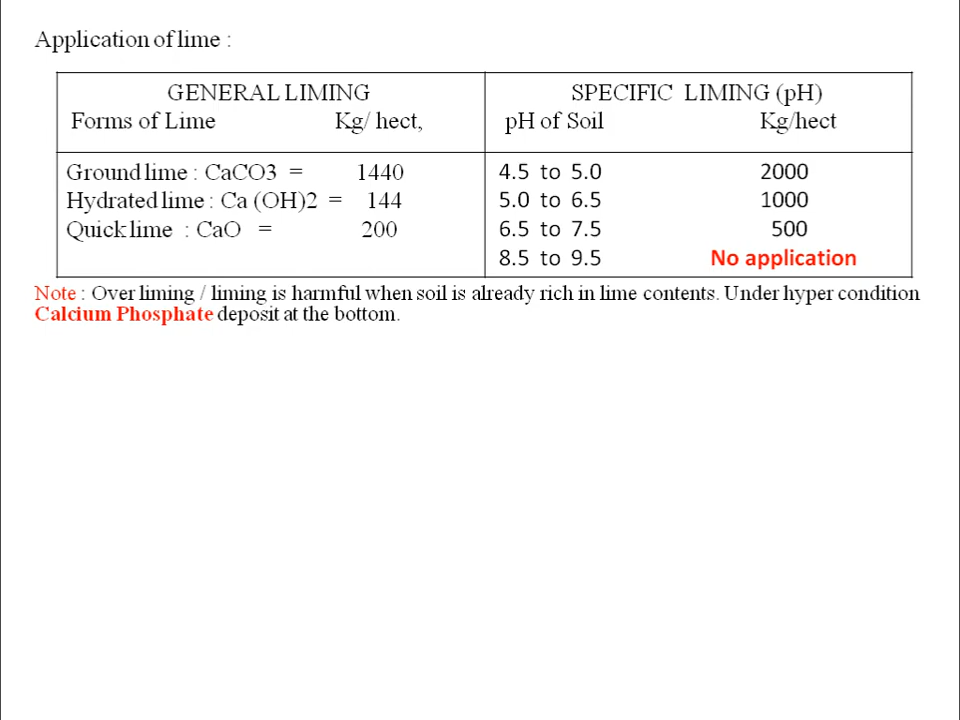 Application of lime :
GENERAL LIMING SPECIFIC LIMING (pH)
Forms of Lime Kg/ hect, pH of Soil Kg/hect
Ground lime : CaCO3 = 1440 4.5 to 5.0 2000
Hydrated lime : Ca (OH)2 = 144 5.0 to 6.5 1000
Quick lime : CaO = 200 6.5 to 7.5 500
8.5 to 9.5 No application
Note : Over liming / liming is harmful when soil is already rich in lime contents. Under hyper condition
Calcium Phosphate deposit at the bottom.